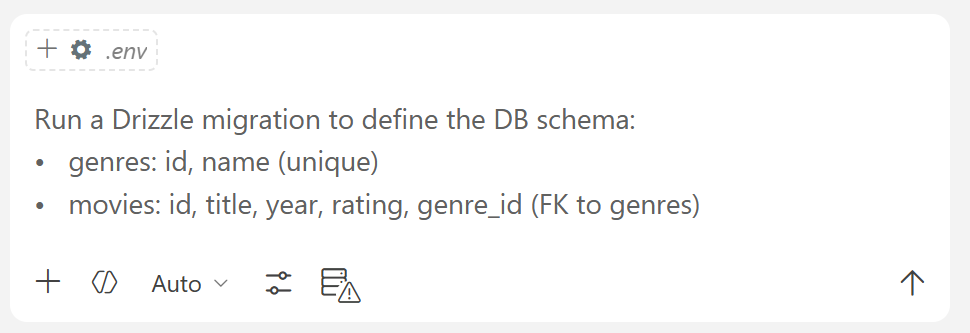 .env
Run a Drizzle migration to define the DB schema:
• genres: id, name (unique)
• movies: id, title, year, rating, genre_id (FK to genres)
Auto